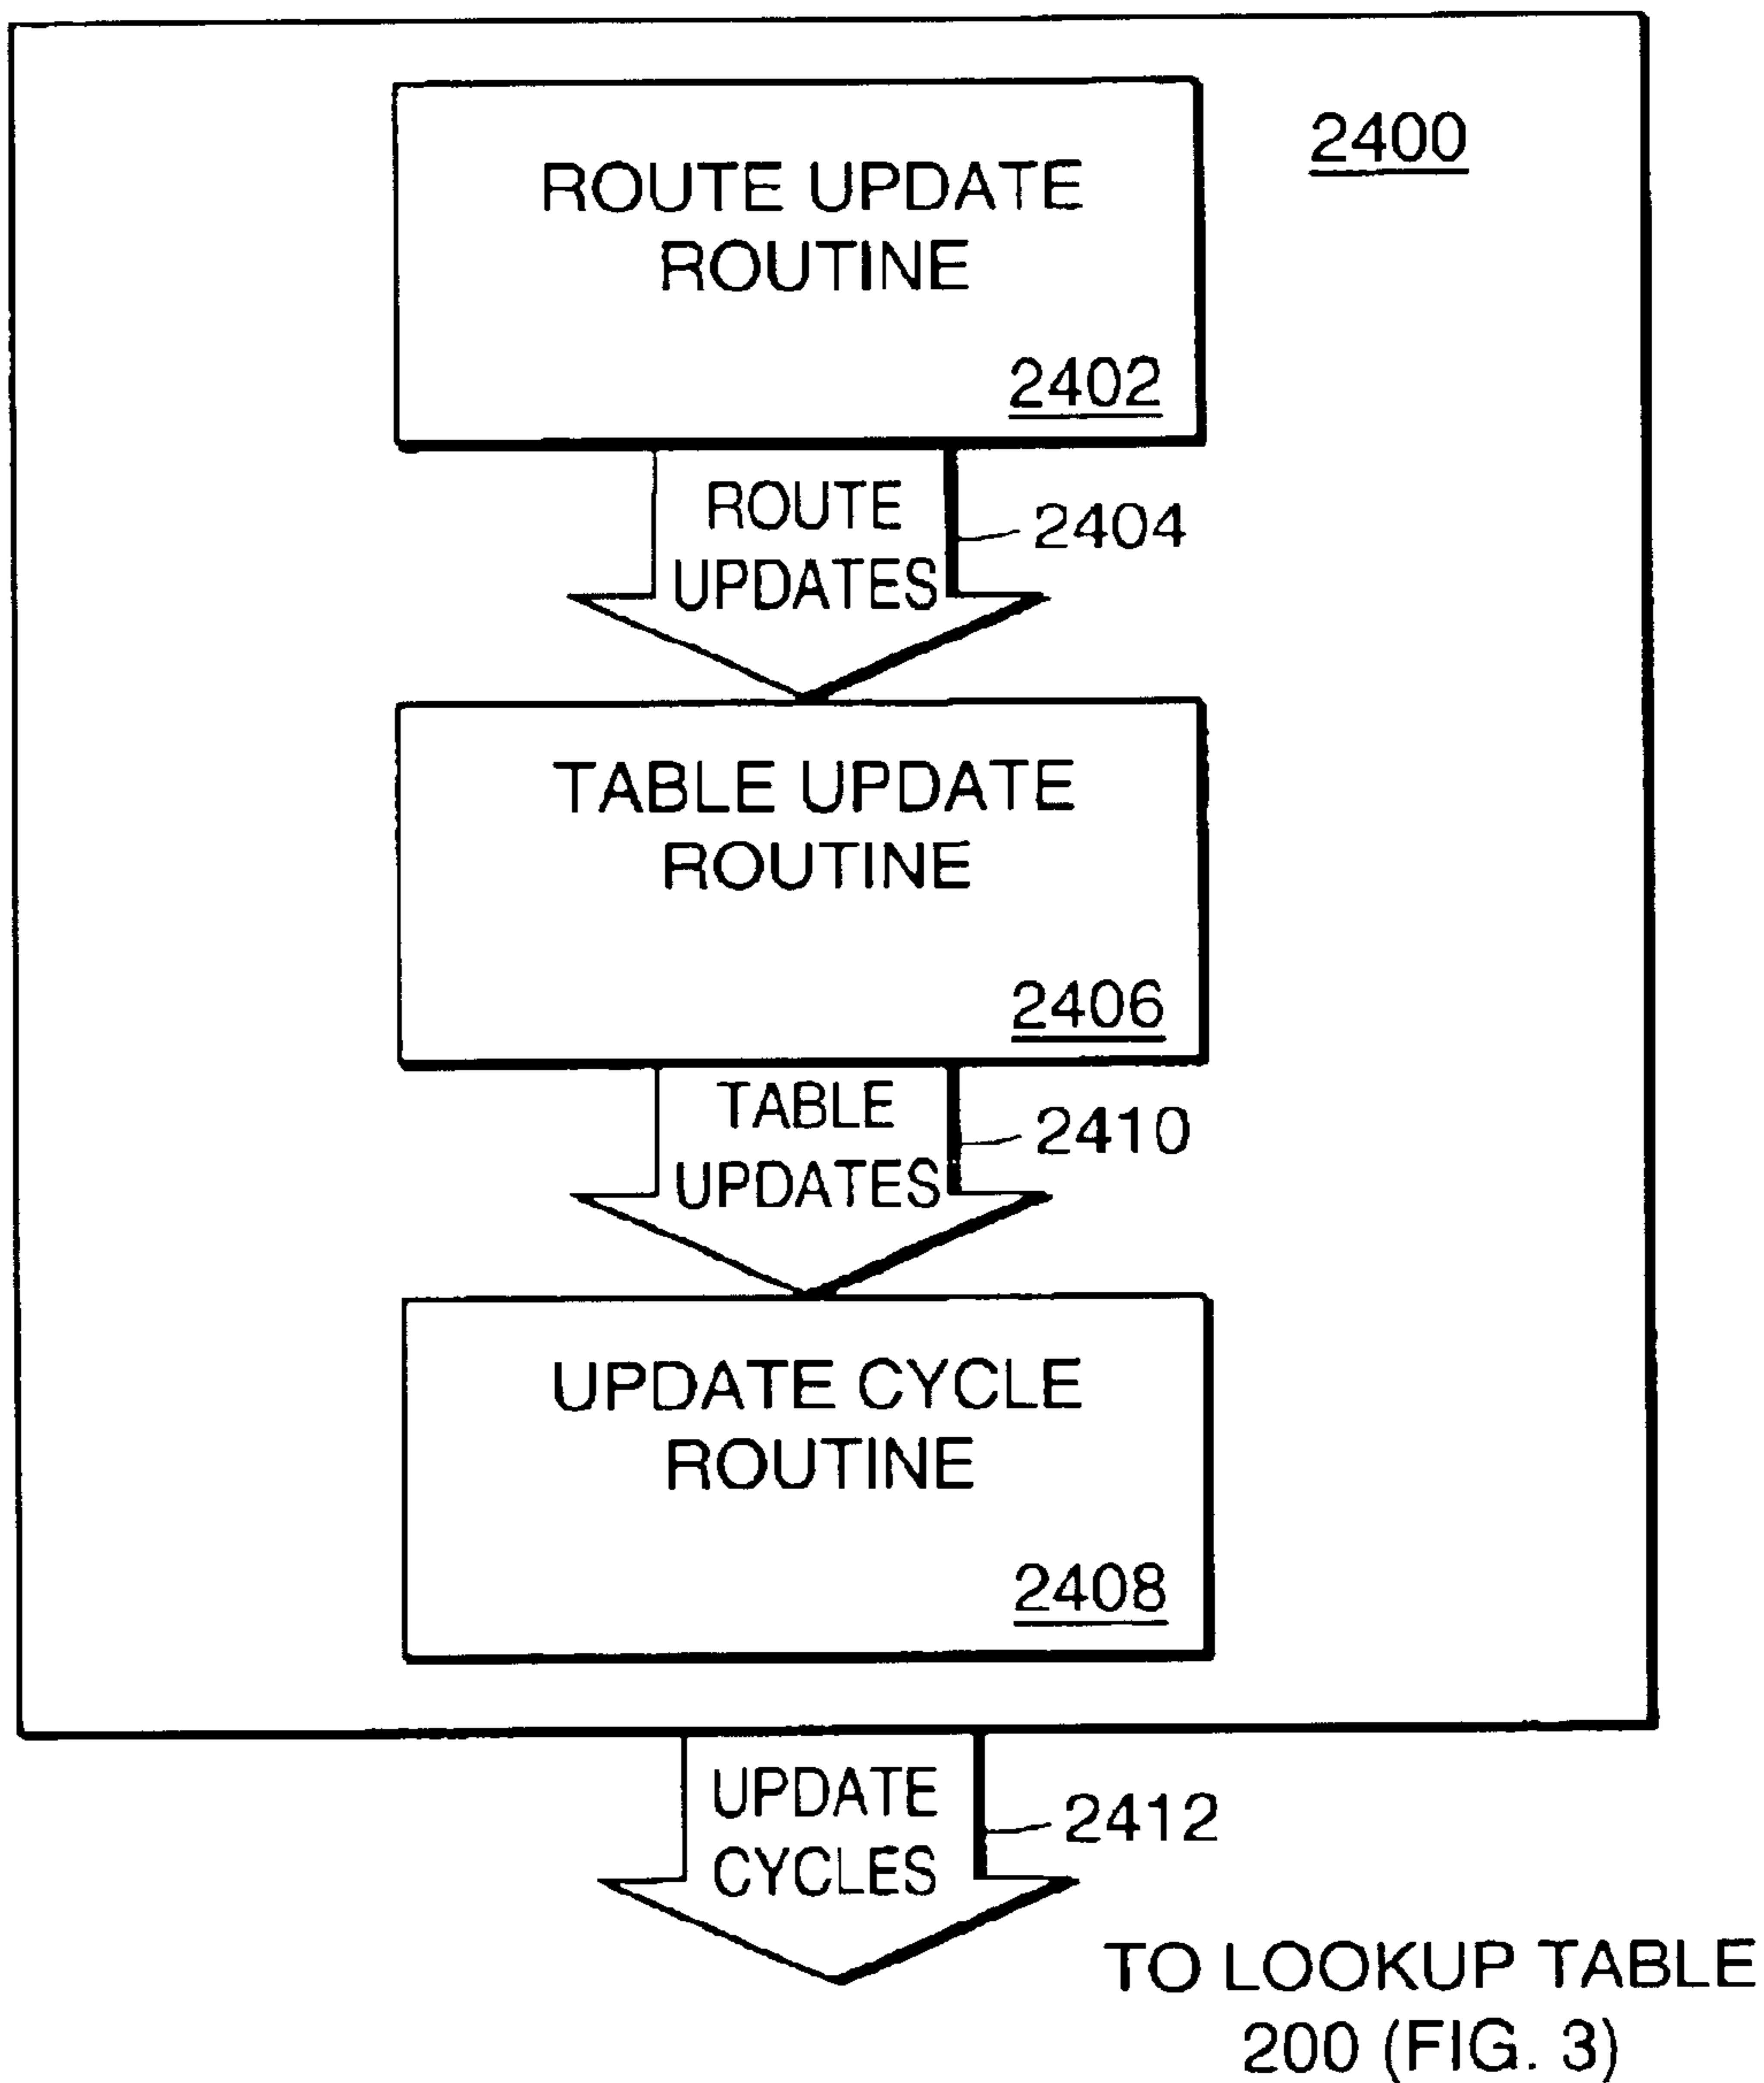 2400
ROUTE UPDATE
ROUTINE
2402
ROUTE
UPDATES
2404
TABLE UPDATE
ROUTINE
2406
TABLE
UPDATES
2410
UPDATE CYCLE
ROUTINE
2408
UPDATE
CYCLES
2412
TO LOOKUP TABLE
200 (FIG. 3)